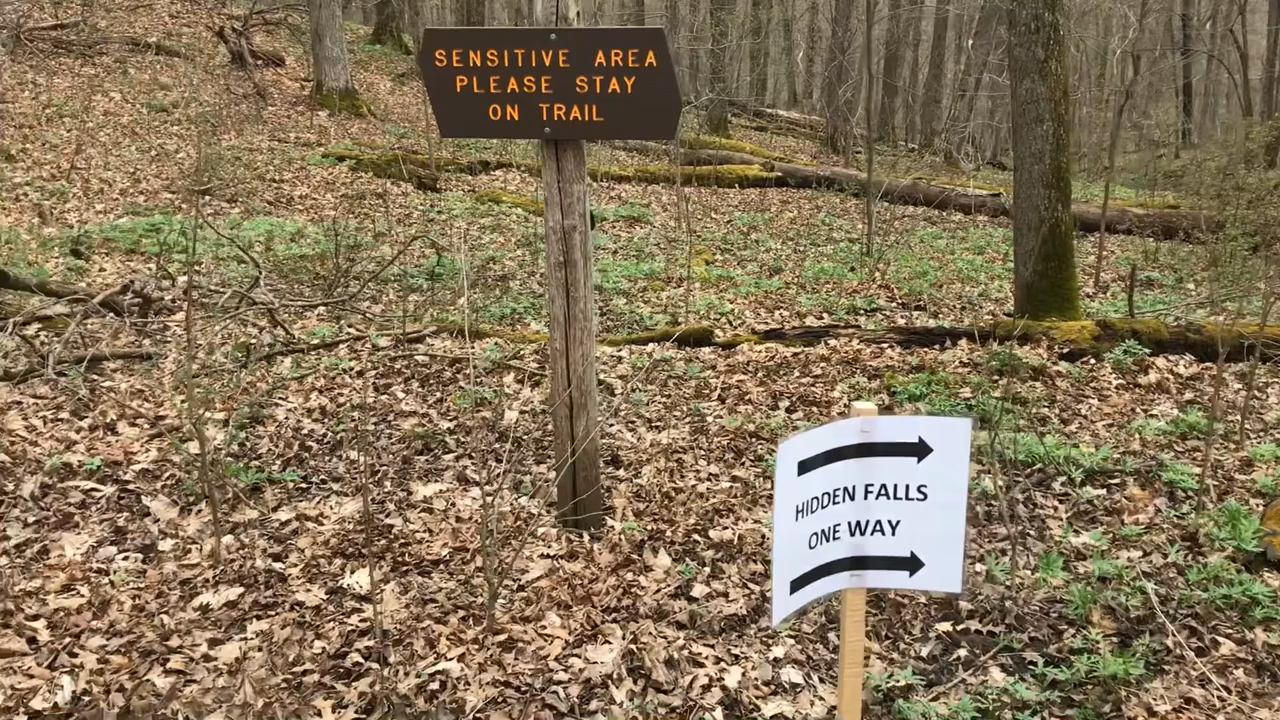 SENSITIVE AREA
PLEASE STAY
ON TRAIL
HIDDEN FALLS
ONE WAY